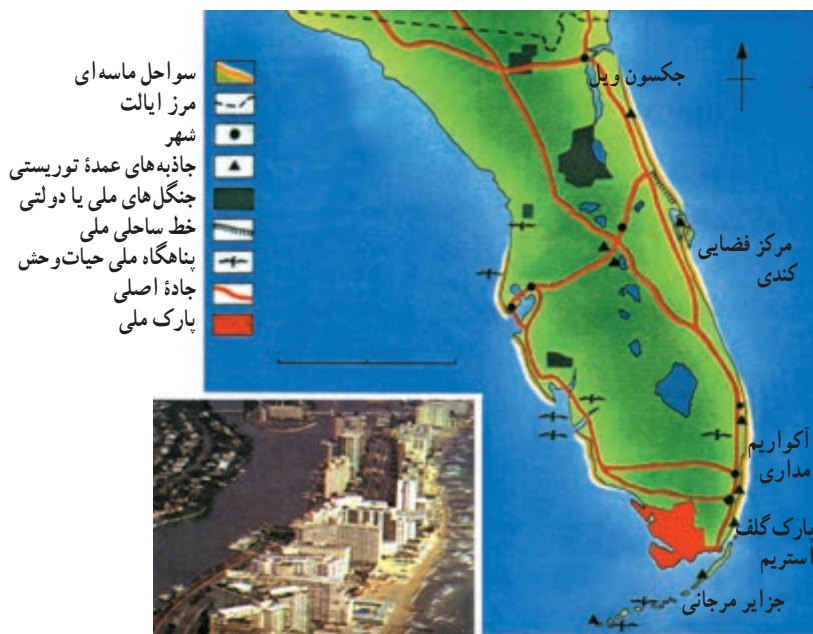 سواحل ماسه‌ای
مرز ایالت
شهر
جاذبه‌های عمدهٔ توریستی
جنگل‌های ملی یا دولتی
خط ساحلی ملی
پناهگاه ملی حیات‌وحش
جادهٔ اصلی
پارک ملی
جکسون ویل
مرکز فضایی
کندی
آکواریم
مداری
پارک گلف
استریم
جزایر مرجانی